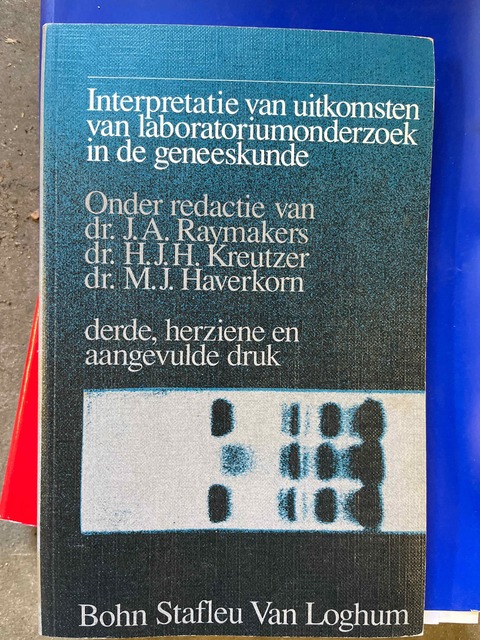 Interpretatie van uitkomsten
van laboratoriumonderzoek
in de geneeskunde
Onder redactie van
dr. J.A. Raymakers
dr. H.J.H. Kreutzer
dr. M.J. Haverkorn
derde, herziene en
aangevulde druk
Bohn Stafleu Van Loghum